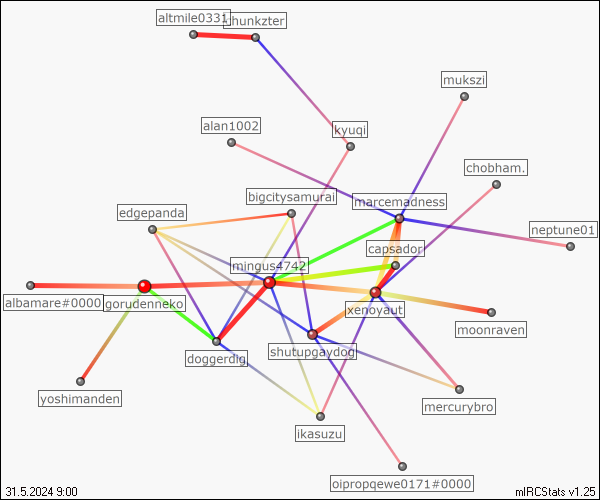 altmile0331
chunkzter
mukszi
alan1002
kyuqi
chobham.
bigcitysamurai
marcemadness
edgepanda
neptune01
capsador
mingus4742
albamare#0000
gorudenneko
xenoyaut
moonraven
doggerdig
shutupgaydog
yoshimanden
mercurybro
ikasuzu
oipropqewe0171#0000
31.5.2024 9:00
mIRCStats v1.25